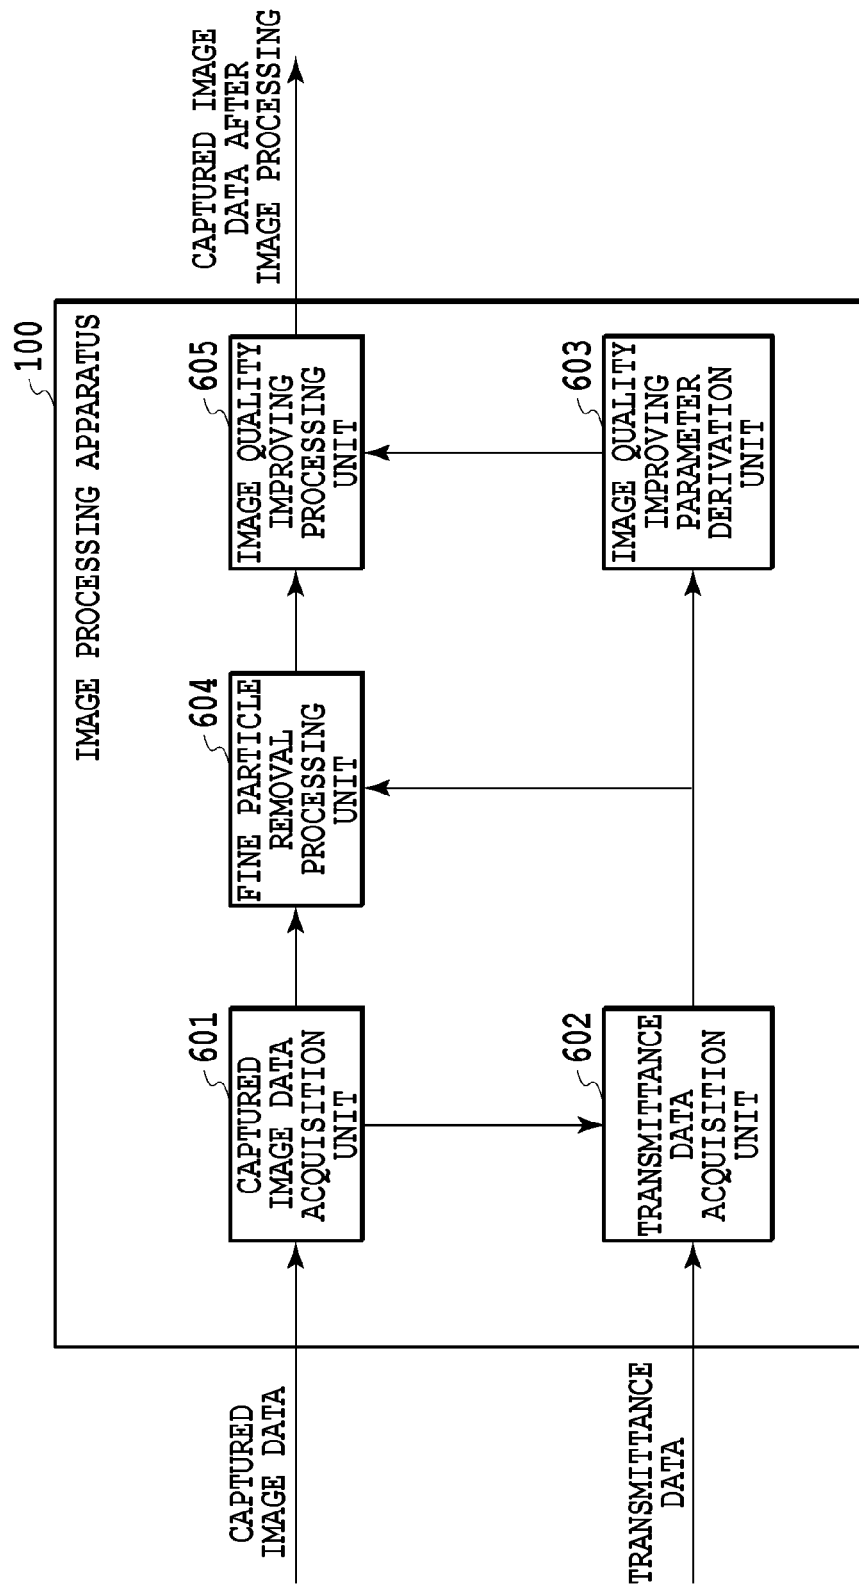 100
IMAGE PROCESSING APPARATUS
CAPTURED
IMAGE DATA
601
CAPTURED
IMAGE DATA
ACQUISITION
UNIT
604
FINE PARTICLE
REMOVAL
PROCESSING
UNIT
605
IMAGE QUALITY
IMPROVING
PROCESSING
UNIT
CAPTURED IMAGE
DATA AFTER
IMAGE PROCESSING
TRANSMITTANCE
DATA
602
TRANSMITTANCE
DATA
ACQUISITION
UNIT
603
IMAGE QUALITY
IMPROVING
PARAMETER
DERIVATION
UNIT